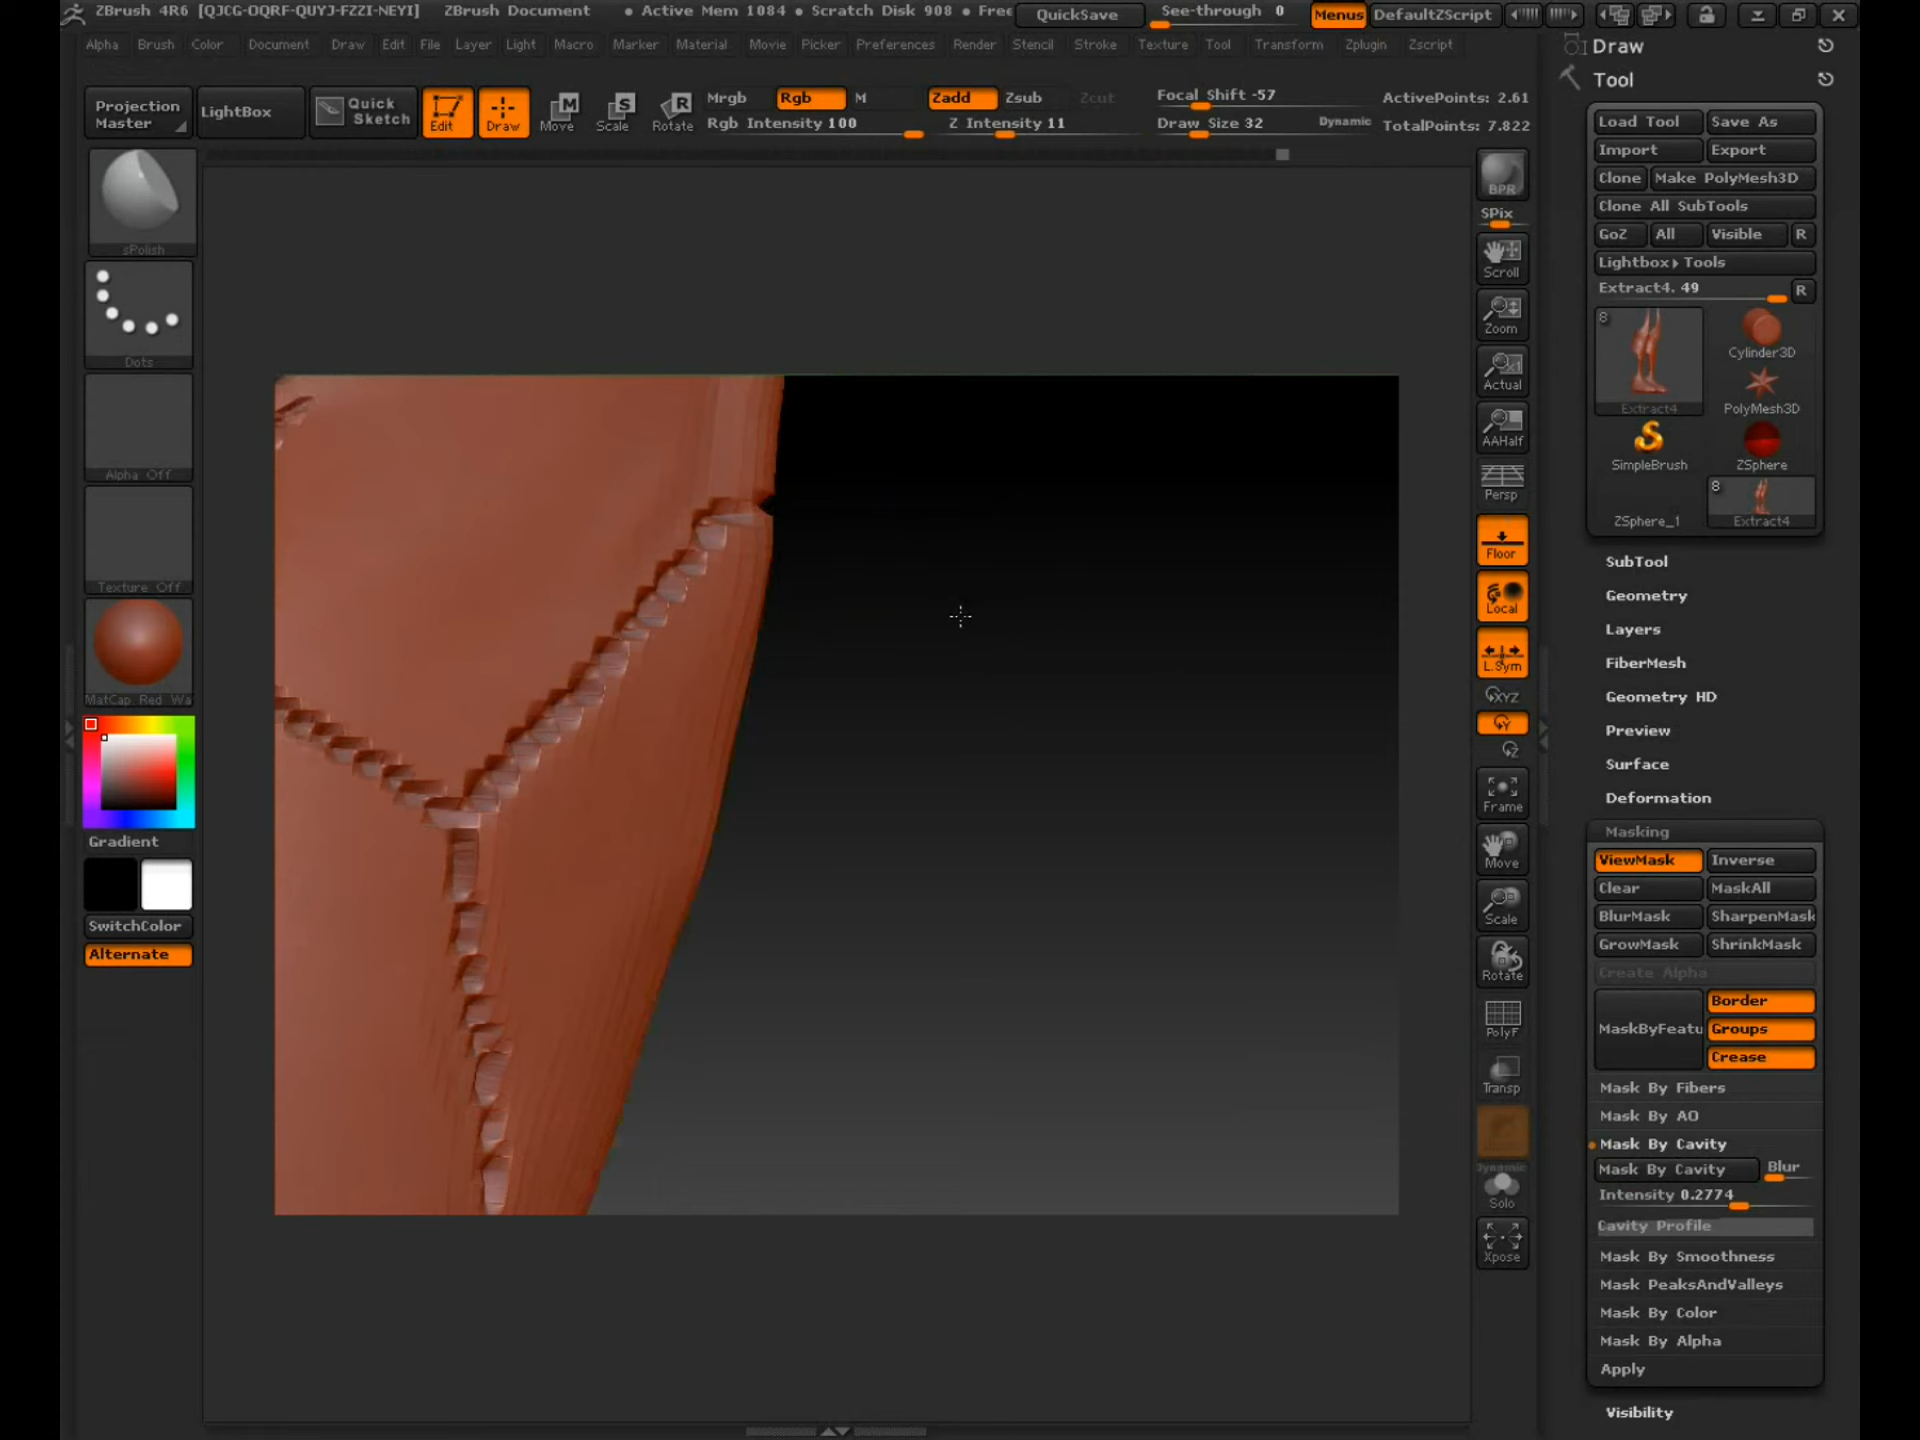 ZBrush 4R6 [QJCG-OQRF-QUYJ-FZZI-NEYI] ZBrush Document • Active Mem 1084 • Scratch Disk 908 • Free QuickSave See-through 0 Menus DefaultZScript
Alpha Brush Color Document Draw Edit File Layer Light Macro Marker Material Movie Picker Preferences Render Stencil Stroke Texture Tool Transform Zplugin Zscript
Projection Master
LightBox
Quick Sketch
Edit
Draw
Move
Scale
Rotate
Mrgb Rgb M
Rgb Intensity 100
Zadd Zsub Zcut
Z Intensity 11
Focal Shift -57
Draw Size 32 Dynamic
ActivePoints: 2.61
TotalPoints: 7.822
sPolish
Dots
Alpha Off
Texture Off
MatCap Red Wa
Gradient
SwitchColor
Alternate
BPR
SPix
Scroll
Zoom
Actual
AAHalf
Persp
Floor
Local
L.Sym
XYZ
Y
Z
Frame
Move
Scale
Rotate
PolyF
Transp
Dynamic
Solo
Xpose
Draw
Tool
Load Tool Save As
Import Export
Clone Make PolyMesh3D
Clone All SubTools
GoZ All Visible R
Lightbox▸Tools
Extract4. 49 R
8
Extract4
Cylinder3D
PolyMesh3D
SimpleBrush
ZSphere
ZSphere_1
8
Extract4
SubTool
Geometry
Layers
FiberMesh
Geometry HD
Preview
Surface
Deformation
Masking
ViewMask Inverse
Clear MaskAll
BlurMask SharpenMask
GrowMask ShrinkMask
Create Alpha
MaskByFeatu
Border
Groups
Crease
Mask By Fibers
Mask By AO
Mask By Cavity
Mask By Cavity Blur
Intensity 0.2774
Cavity Profile
Mask By Smoothness
Mask PeaksAndValleys
Mask By Color
Mask By Alpha
Apply
Visibility